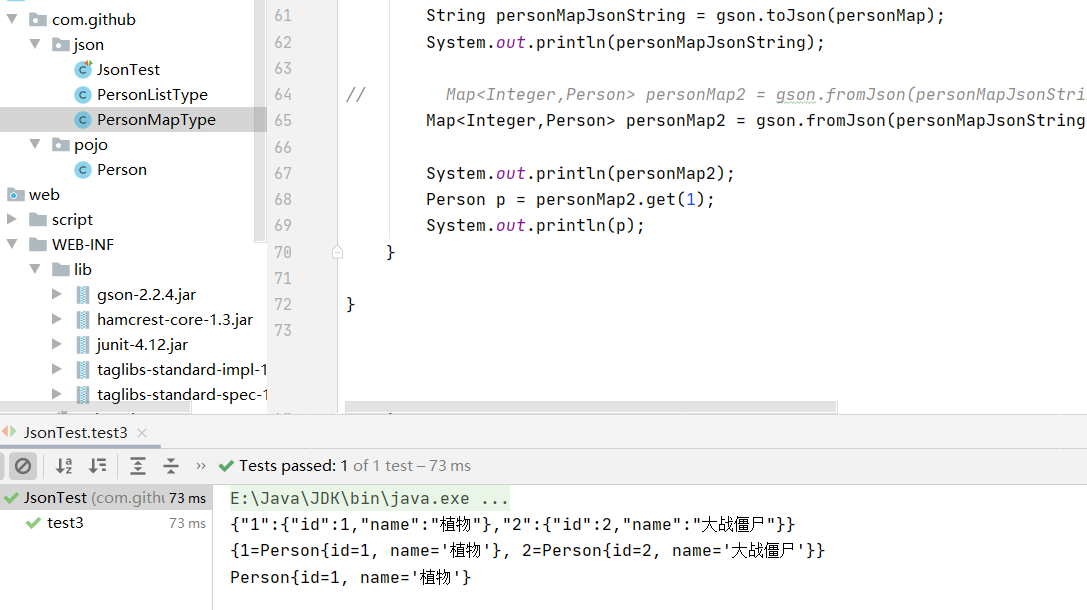 com.github
json
JsonTest
PersonListType
PersonMapType
pojo
Person
web
script
WEB-INF
lib
gson-2.2.4.jar
hamcrest-core-1.3.jar
junit-4.12.jar
taglibs-standard-impl-1
taglibs-standard-spec-1
61 String personMapJsonString = gson.toJson(personMap);
62 System.out.println(personMapJsonString);
63
64 // Map<Integer,Person> personMap2 = gson.fromJson(personMapJsonStri
65 Map<Integer,Person> personMap2 = gson.fromJson(personMapJsonString
66
67 System.out.println(personMap2);
68 Person p = personMap2.get(1);
69 System.out.println(p);
70 }
71
72 }
73
JsonTest.test3
Tests passed: 1 of 1 test – 73 ms
JsonTest (com.githu 73 ms
test3 73 ms
E:\Java\JDK\bin\java.exe ...
{"1":{"id":1,"name":"植物"},"2":{"id":2,"name":"大战僵尸"}}
{1=Person{id=1, name='植物'}, 2=Person{id=2, name='大战僵尸'}}
Person{id=1, name='植物'}